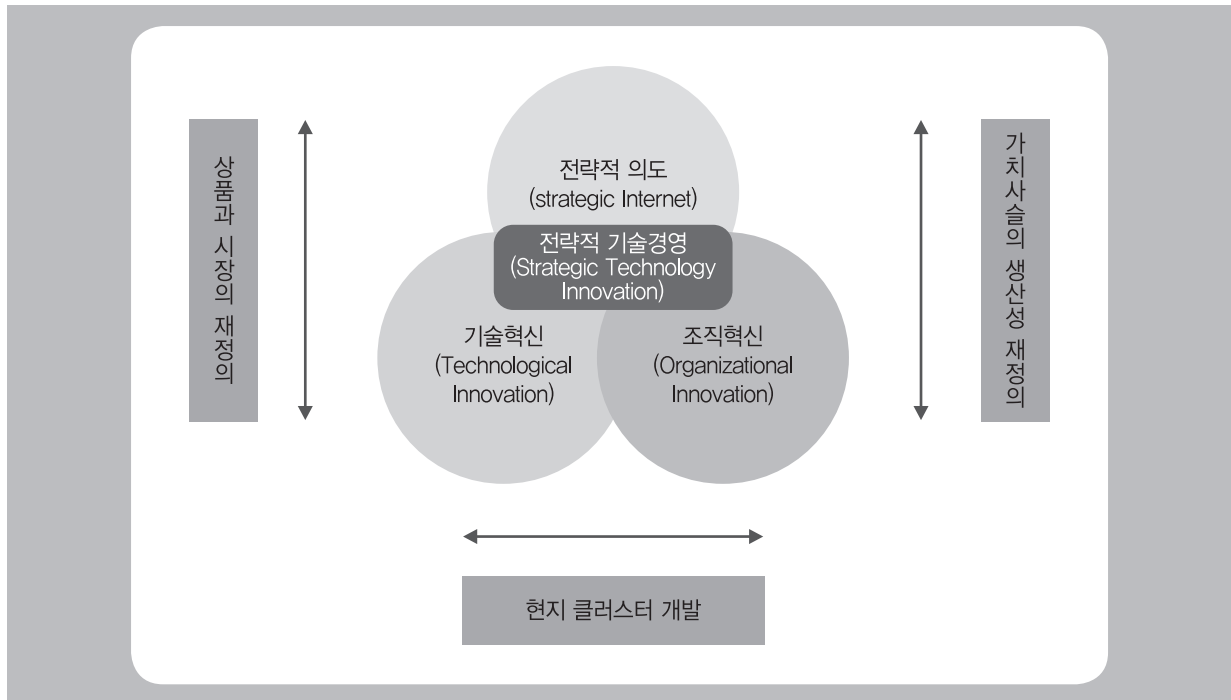 전략적 의도
(strategic Internet)
전략적 기술경영
(Strategic Technology
Innovation)
기술혁신
(Technological
Innovation)
조직혁신
(Organizational
Innovation)
상품과 시장의 재정의
가치사슬의 생산성 재정의
현지 클러스터 개발